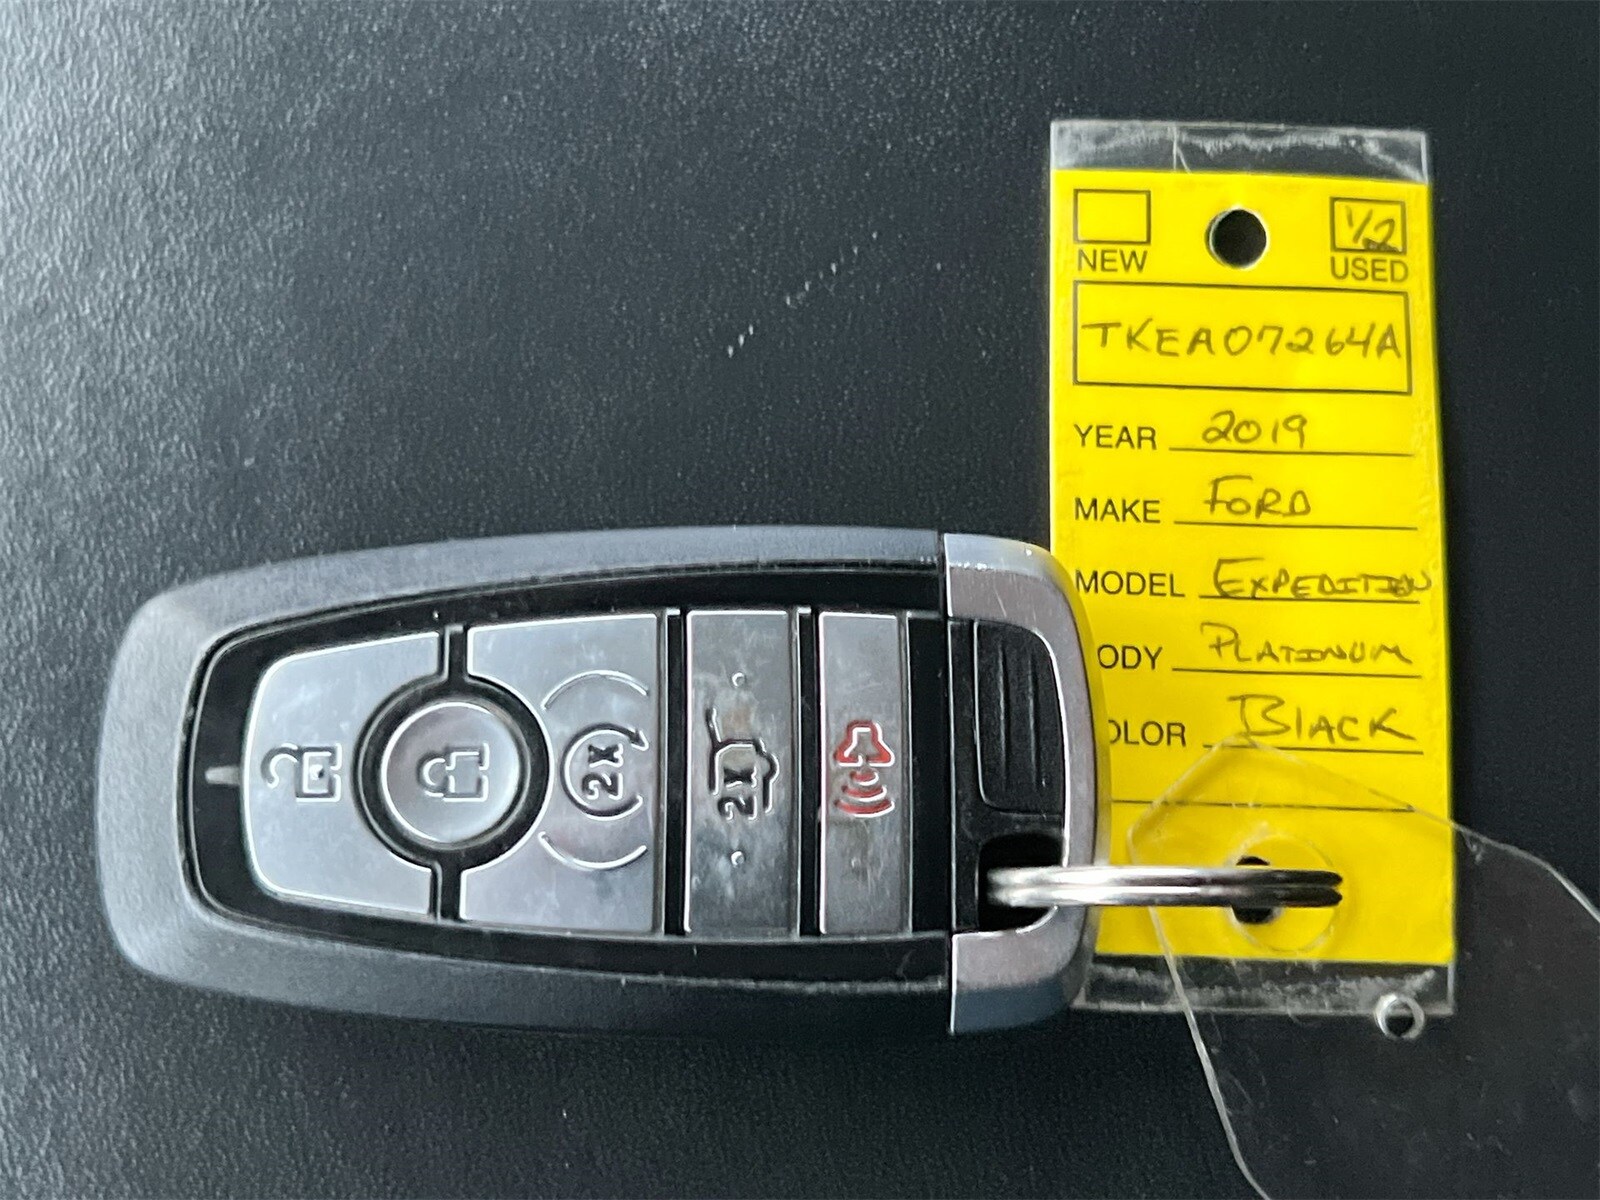 1/2
NEW
USED
TKEA07264A
YEAR 2019
MAKE FORD
MODEL EXPEDITION
ODY PLATINUM
OLOR BLACK
2x
2x